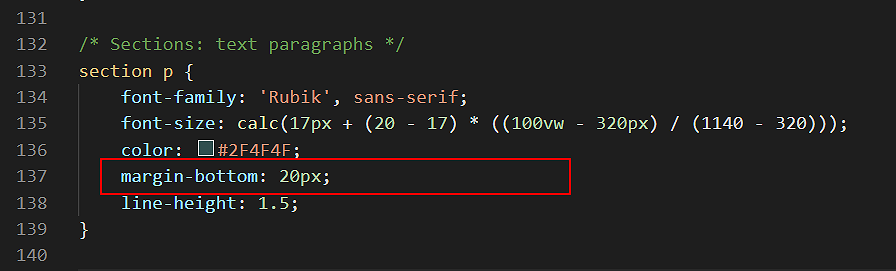 131
132 /* Sections: text paragraphs */
133 section p {
134 font-family: 'Rubik', sans-serif;
135 font-size: calc(17px + (20 - 17) * ((100vw - 320px) / (1140 - 320)));
136 color: #2F4F4F;
137 margin-bottom: 20px;
138 line-height: 1.5;
139 }
140